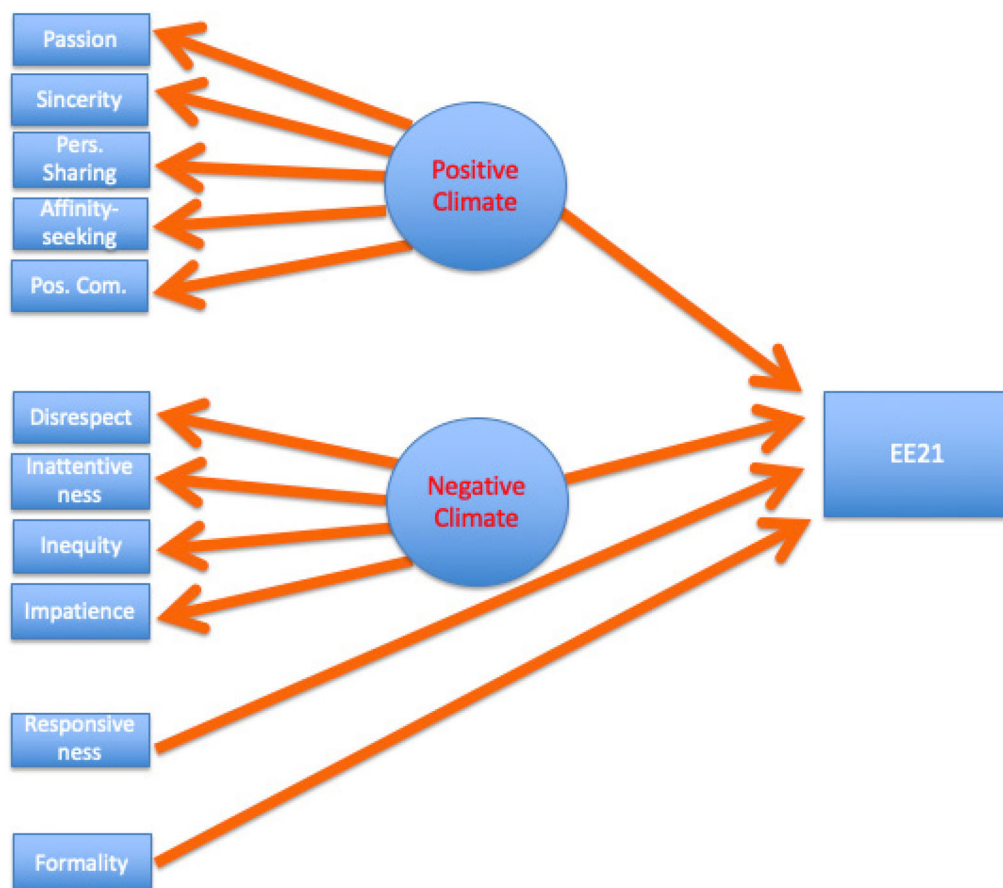 Passion
Sincerity
Pers.
Sharing
Affinity-
seeking
Pos. Com.
Positive
Climate
Disrespect
Inattentive
ness
Inequity
Impatience
Negative
Climate
EE21
Responsive
ness
Formality